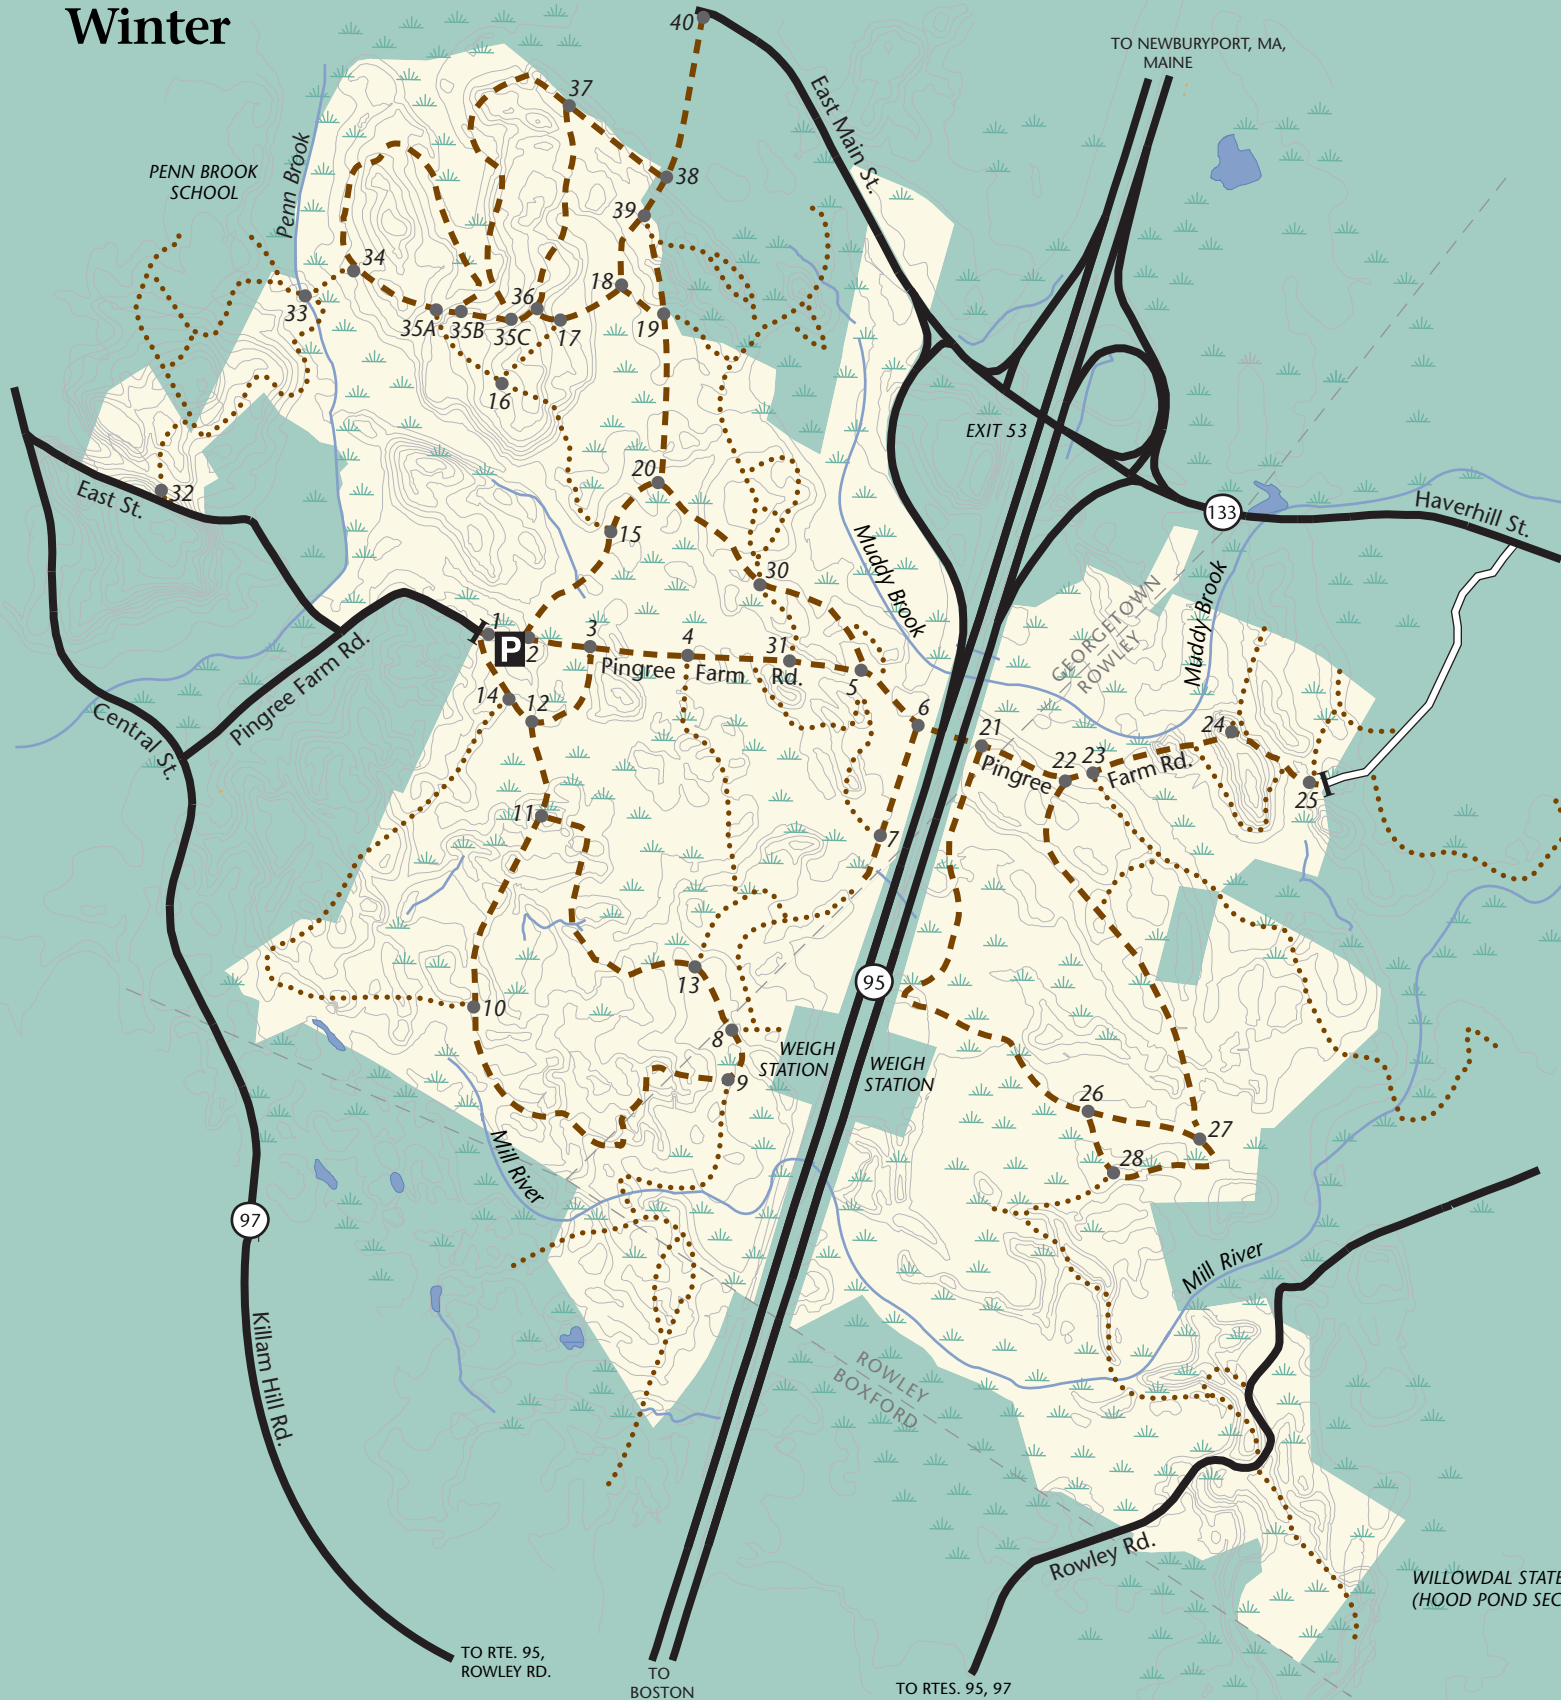 Winter
40
TO NEWBURYPORT, MA,
MAINE
East Main St.
37
Penn Brook
PENN BROOK
SCHOOL
38
39
34
18
33
36
35A
35B
35C
17
19
16
EXIT 53
20
32
East St.
133
Haverhill St.
15
Muddy Brook
30
GEORGETOWN
ROWLEY
Muddy Brook
1
P
2
3
4
31
Pingree Farm Rd.
5
Pingree Farm Rd.
14
12
6
Central St.
21
24
22
23
Pingree Farm Rd.
25
11
7
13
95
10
8
WEIGH
STATION
WEIGH
STATION
9
26
27
28
Mill River
97
Mill River
Killam Hill Rd.
ROWLEY
BOXFORD
Rowley Rd.
WILLOWDAL STATE
(HOOD POND SEC
TO RTE. 95,
ROWLEY RD.
TO
BOSTON
TO RTES. 95, 97